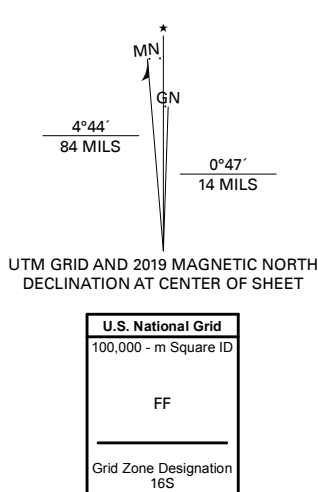 ★
MN
GN
4°44´
84 MILS
0°47´
14 MILS
UTM GRID AND 2019 MAGNETIC NORTH
DECLINATION AT CENTER OF SHEET
U.S. National Grid
100,000 - m Square ID
FF
Grid Zone Designation
16S